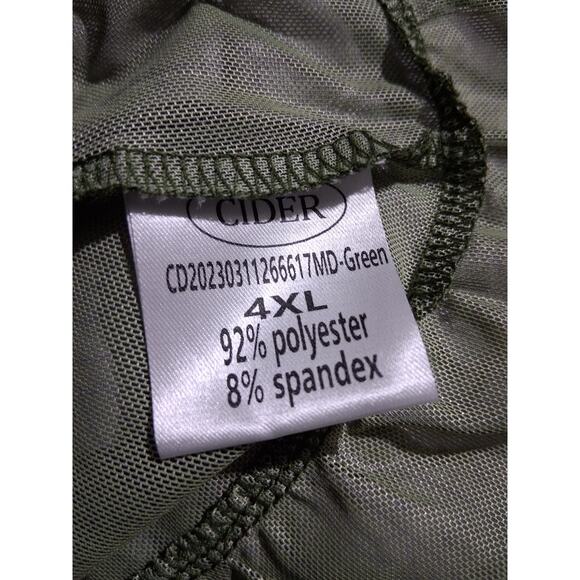 CIDER
CD20230311266617MD-Green
4XL
92% polyester
8% spandex